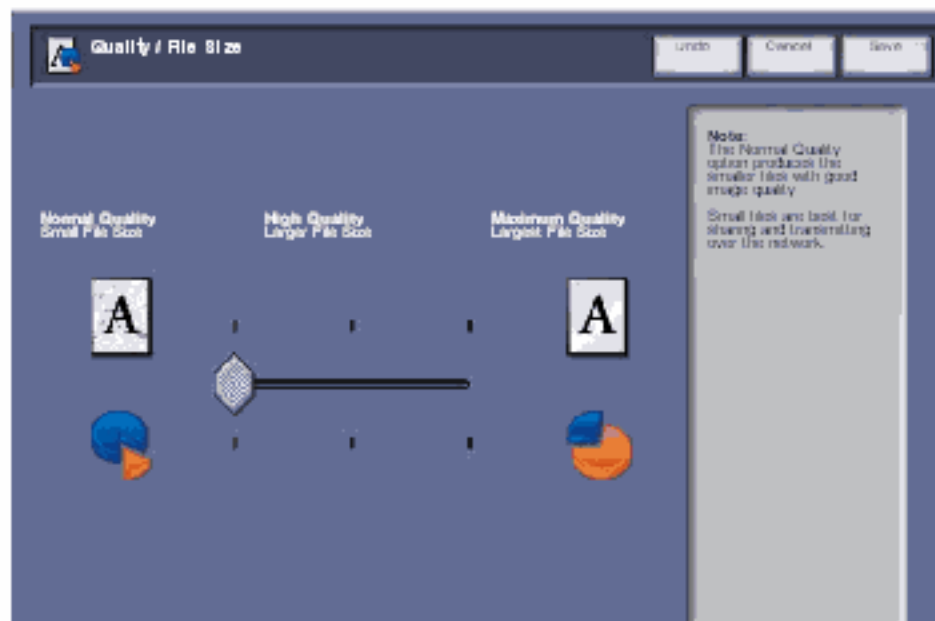 Quality / File Size
Undo
Cancel
Save
Note:
The Normal Quality
option produces the
smaller files with good
image quality
Small files are best for
sharing and transmitting
over the network.
Normal Quality
Small File Size
High Quality
Larger File Size
Maximum Quality
Largest File Size
A
A